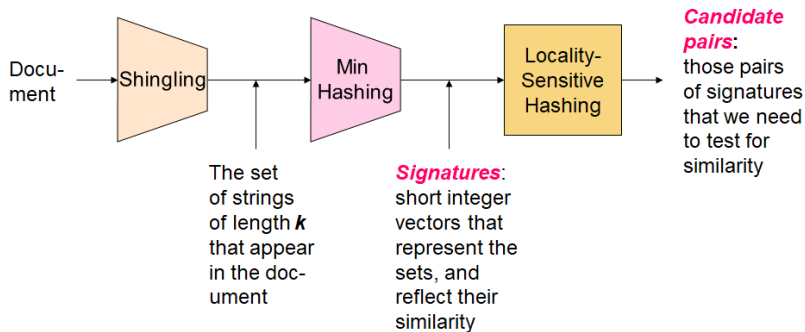 Docu-
ment
Shingling
The set
of strings
of length k
that appear
in the doc-
ument
Min
Hashing
Signatures:
short integer
vectors that
represent the
sets, and
reflect their
similarity
Locality-
Sensitive
Hashing
Candidate
pairs:
those pairs
of signatures
that we need
to test for
similarity